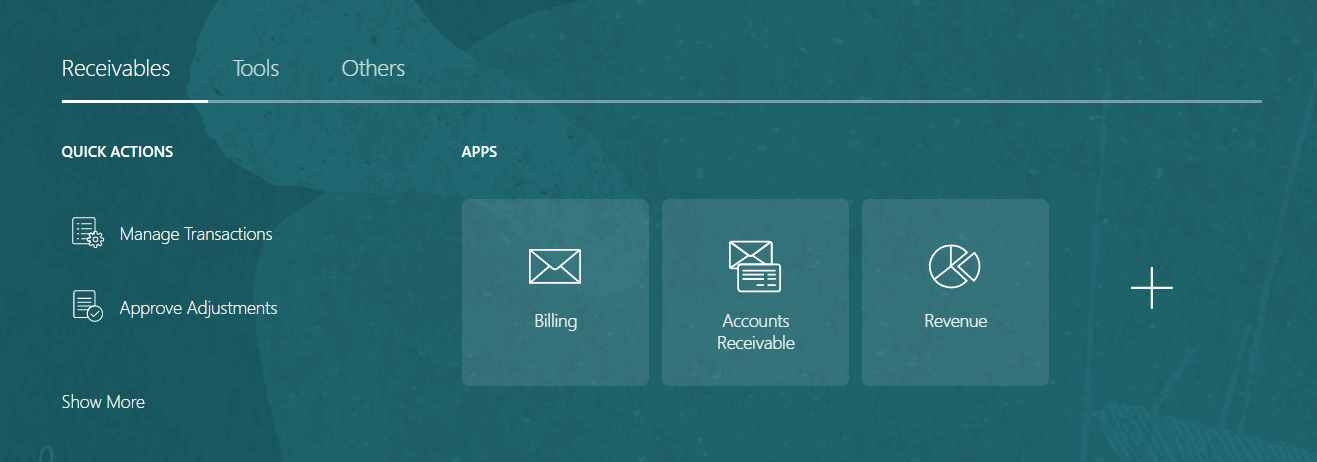 Receivables
Tools
Others
QUICK ACTIONS
APPS
Manage Transactions
Approve Adjustments
Show More
Billing
Accounts
Receivable
Revenue